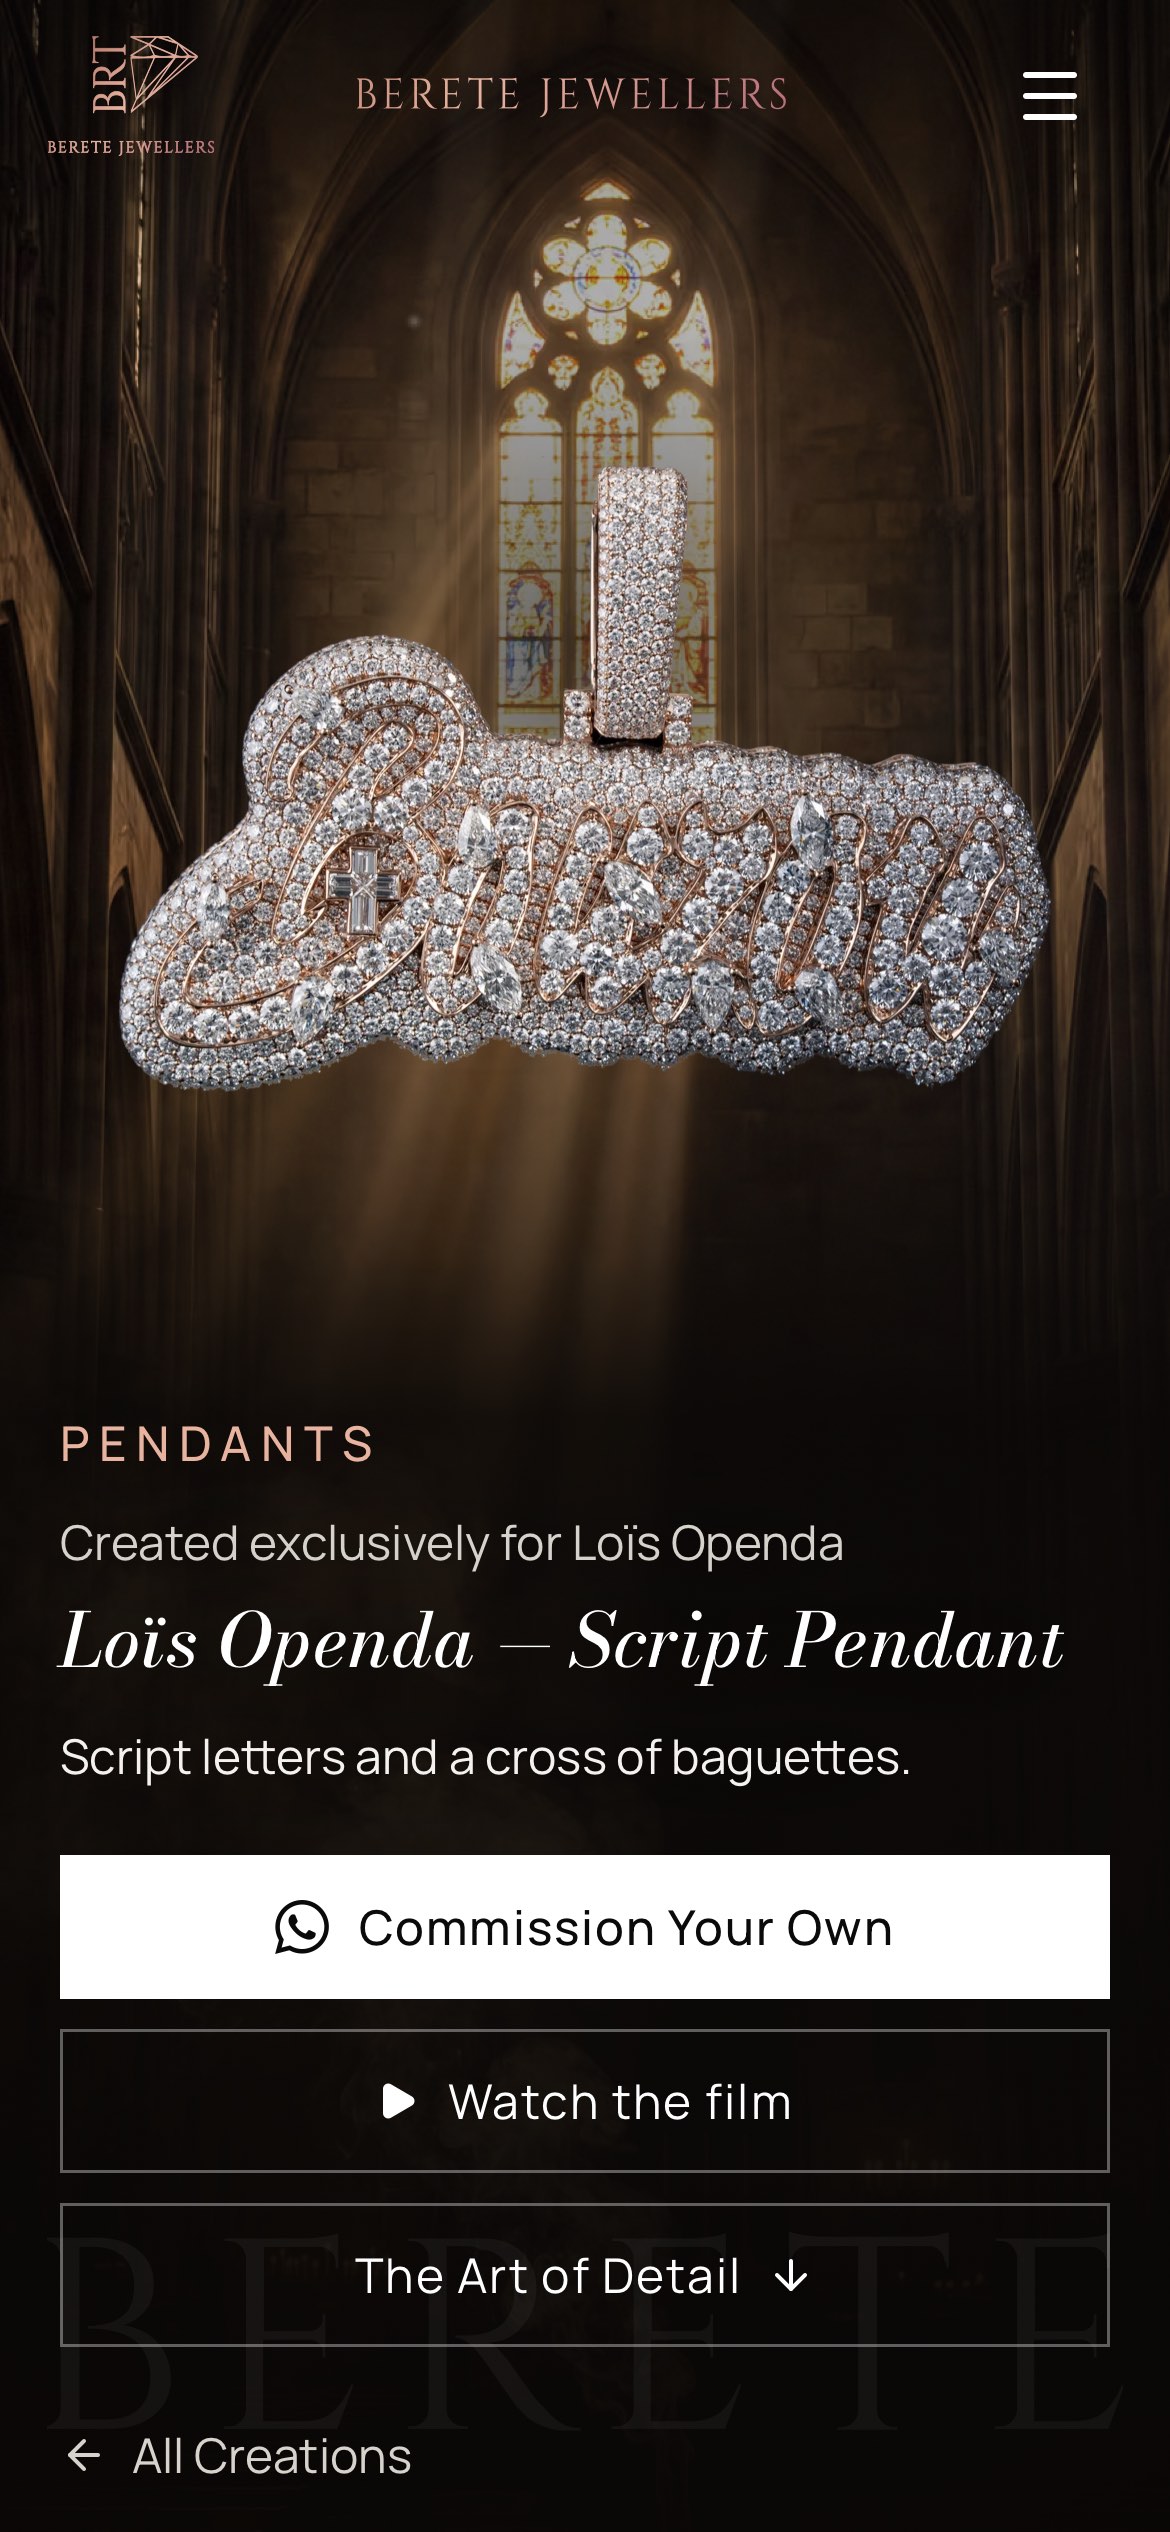 BRT
BERETE JEWELLERS
BERETE JEWELLERS
PENDANTS
Created exclusively for Loïs Openda
Loïs Openda — Script Pendant
Script letters and a cross of baguettes.
Commission Your Own
Watch the film
The Art of Detail ↓
BERETE
← All Creations